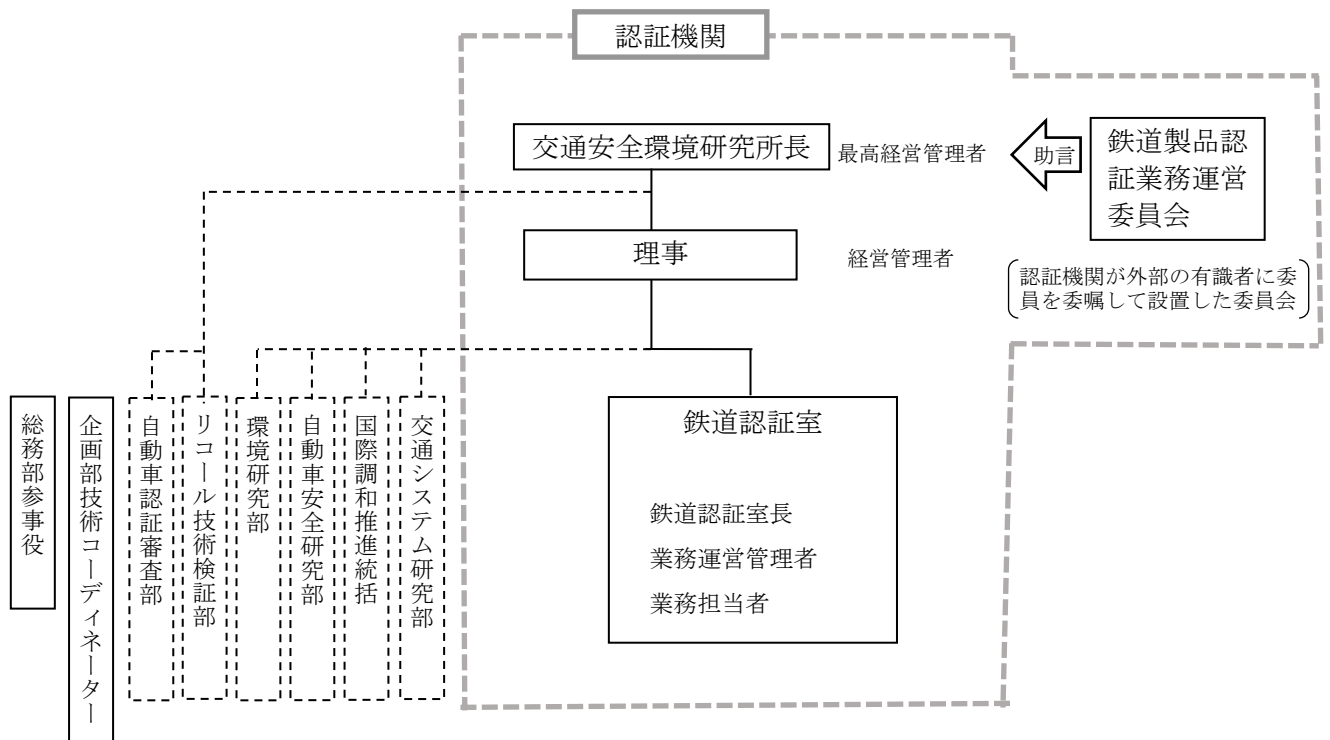 認証機関
交通安全環境研究所長
最高経営管理者
助言
鉄道製品認
証業務運営
委員会
理事
経営管理者
認証機関が外部の有識者に委
員を委嘱して設置した委員会
総務部参事役
企画部技術コーディネーター
自動車認証審査部
リコール技術検証部
環境研究部
自動車安全研究部
国際調和推進統括
交通システム研究部
鉄道認証室
鉄道認証室長
業務運営管理者
業務担当者